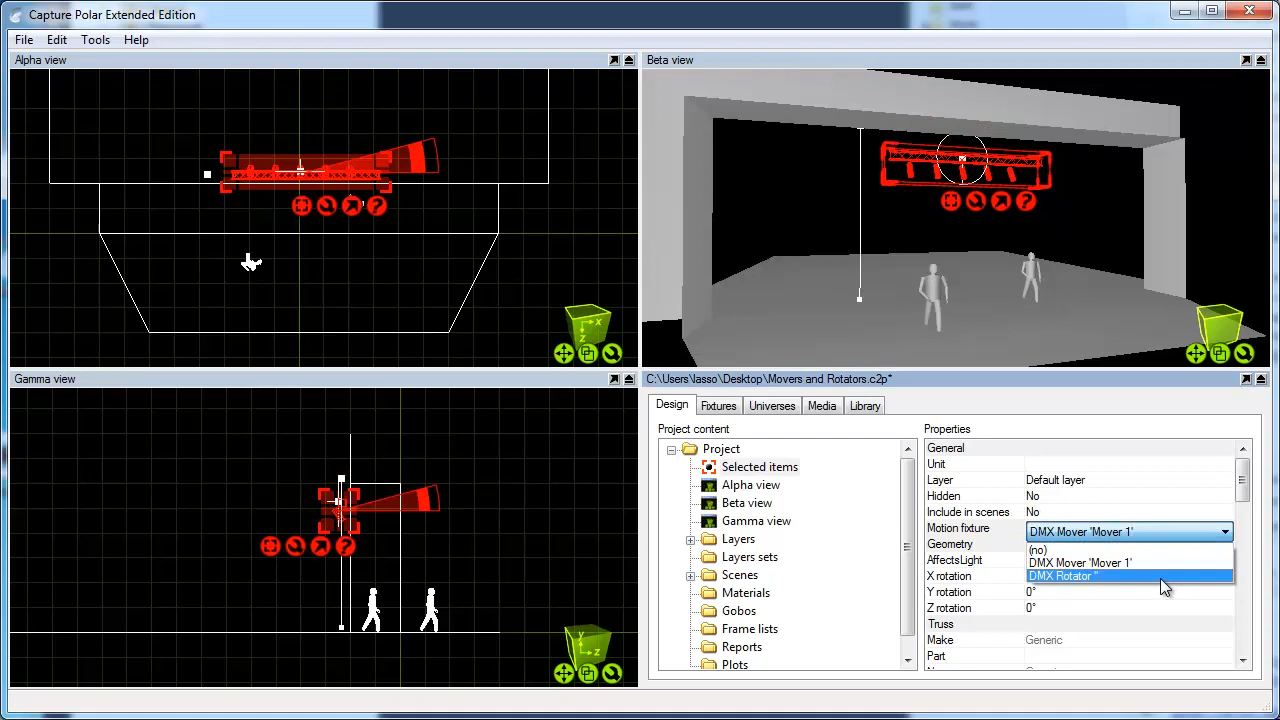 Capture Polar Extended Edition
File Edit Tools Help
Alpha view
Beta view
Gamma view
C:\Users\lasso\Desktop\Movers and Rotators.c2p*
Design Fixtures Universes Media Library
Project content
Project
Selected items
Alpha view
Beta view
Gamma view
Layers
Layers sets
Scenes
Materials
Gobos
Frame lists
Reports
Plots
Properties
General
Unit
Layer Default layer
Hidden No
Include in scenes No
Motion fixture DMX Mover 'Mover 1'
(no)
DMX Mover 'Mover 1'
DMX Rotator ''
Geometry
AffectsLight
X rotation
Y rotation 0°
Z rotation 0°
Truss
Make Generic
Part